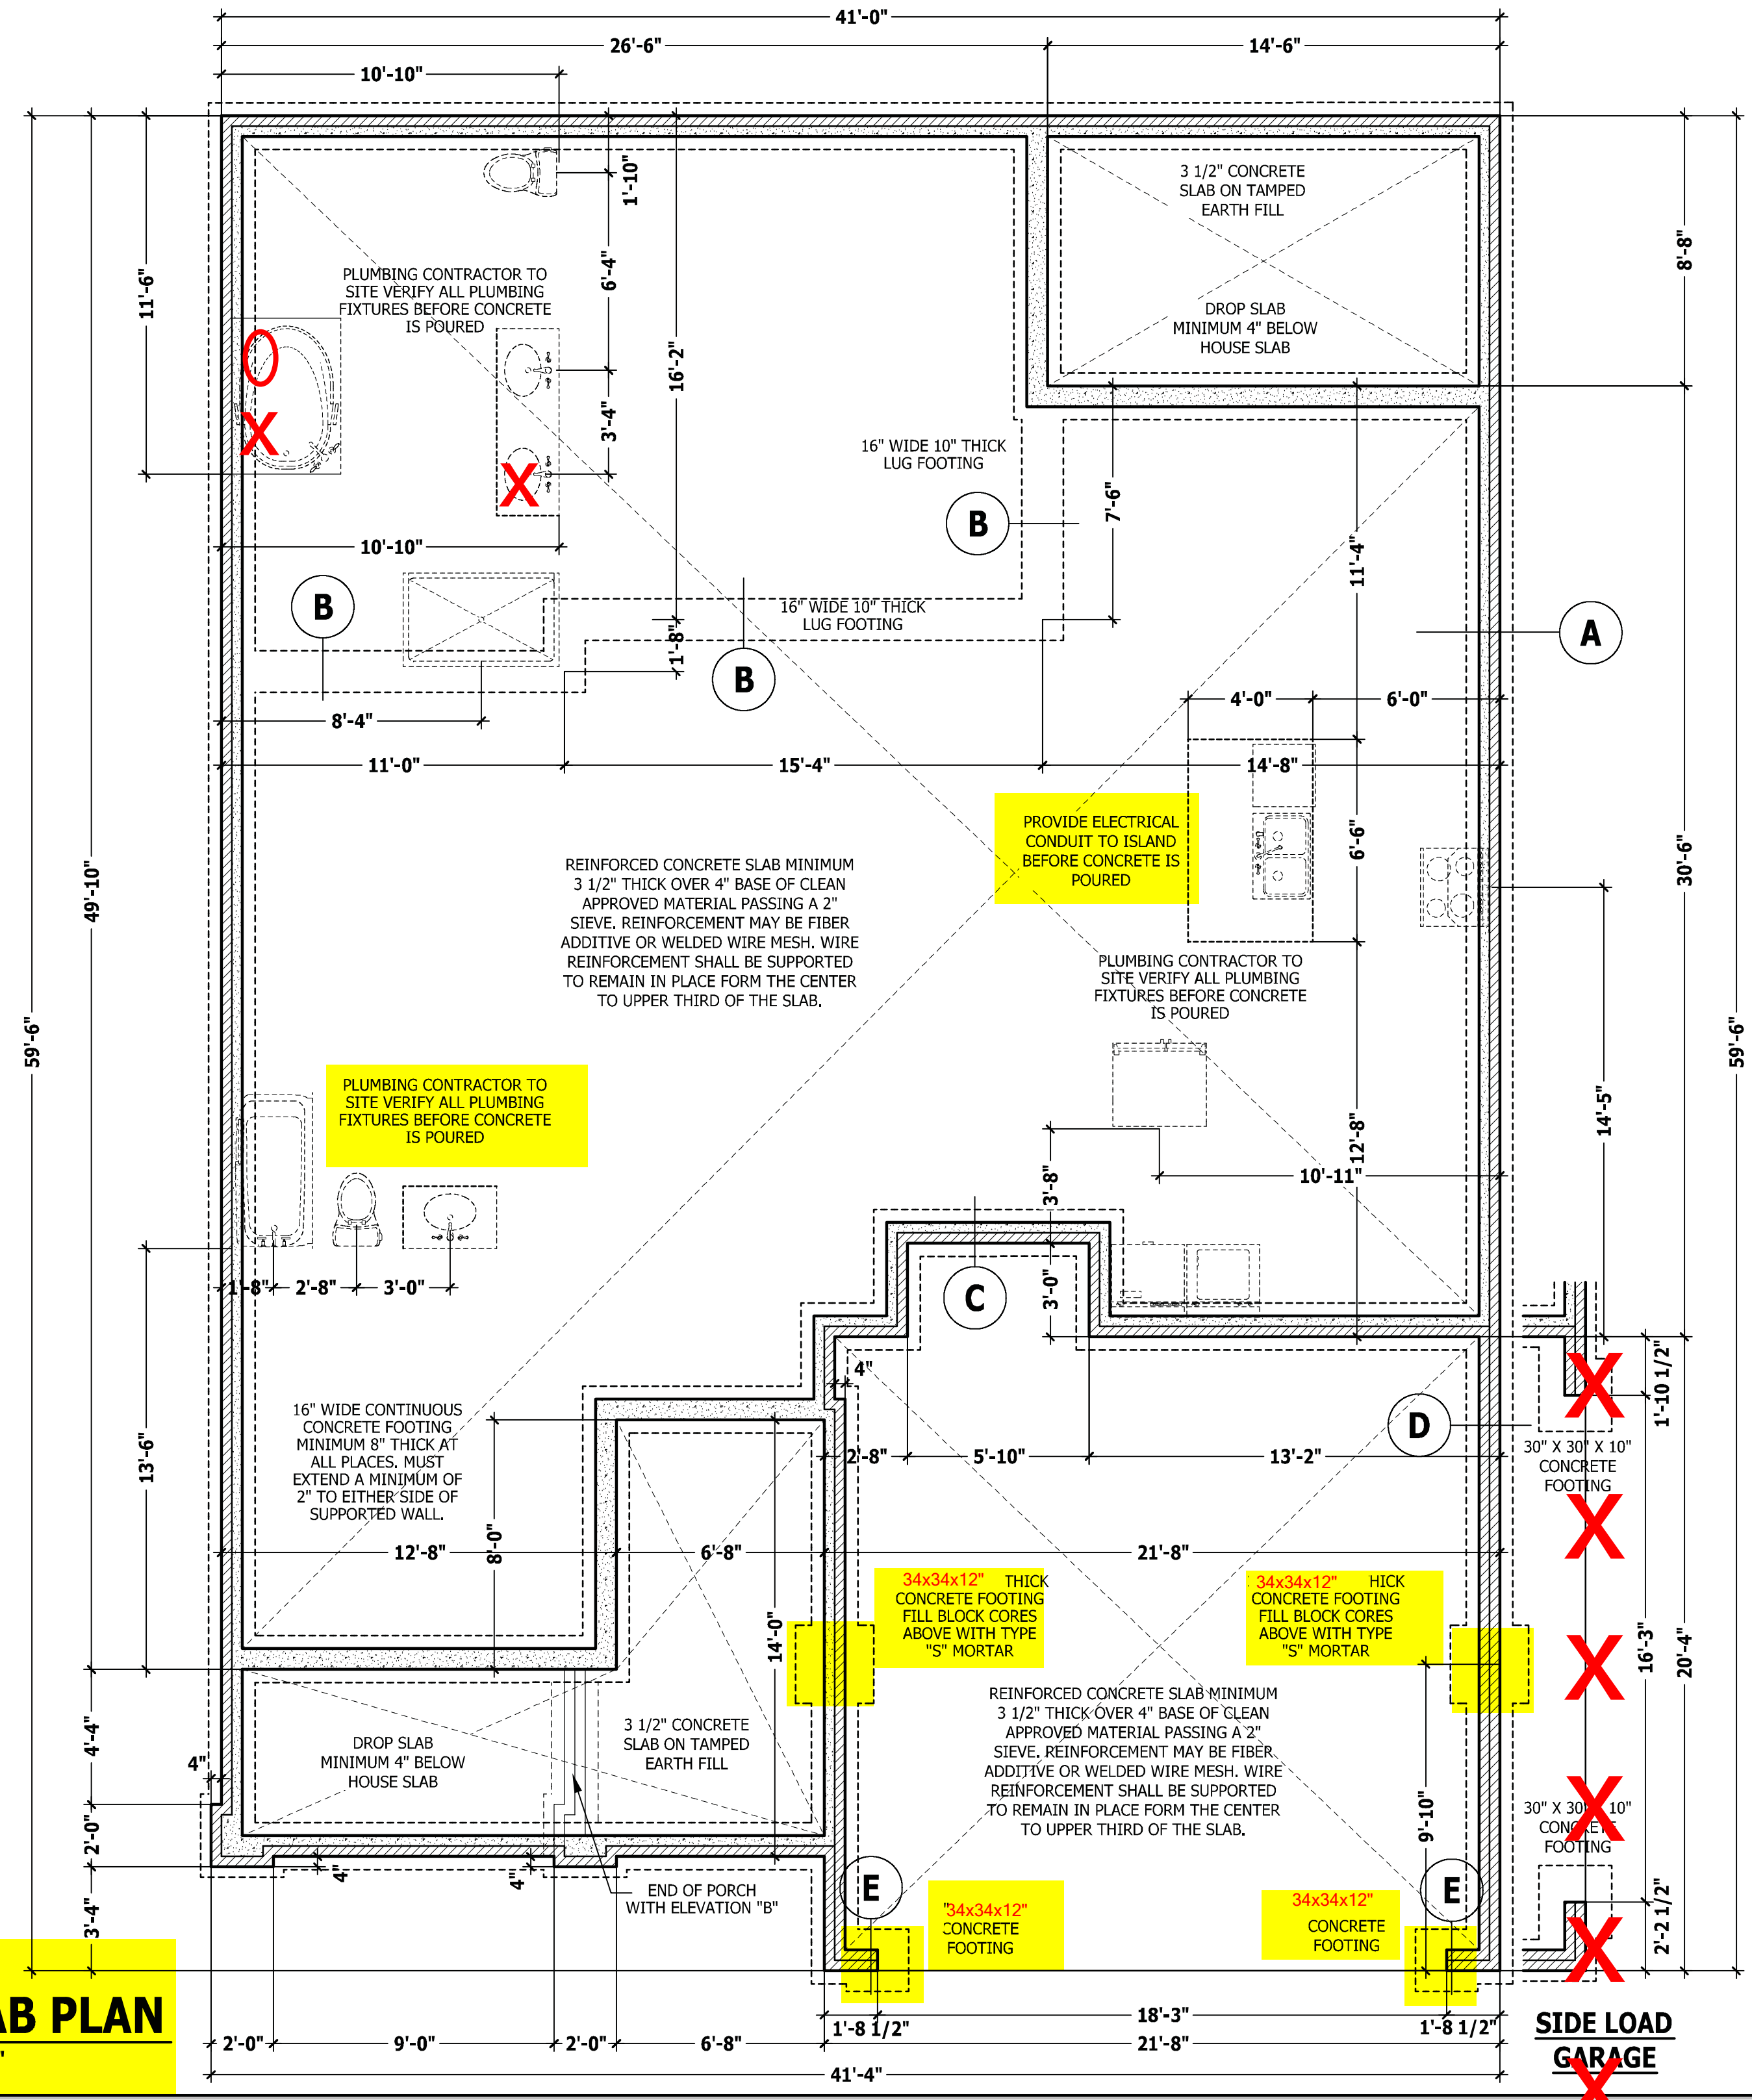 41'-0"
26'-6"
14'-6"
10'-10"
1'-10"
3 1/2" CONCRETE
SLAB ON TAMPED
EARTH FILL
8'-8"
11'-6"
6'-4"
PLUMBING CONTRACTOR TO
SITE VERIFY ALL PLUMBING
FIXTURES BEFORE CONCRETE
IS POURED
DROP SLAB
MINIMUM 4" BELOW
HOUSE SLAB
16'-2"
3'-4"
X
X
16" WIDE 10" THICK
LUG FOOTING
7'-6"
B
10'-10"
11'-4"
B
16" WIDE 10" THICK
LUG FOOTING
A
1'-8"
B
4'-0"
6'-0"
8'-4"
11'-0"
15'-4"
14'-8"
PROVIDE ELECTRICAL
CONDUIT TO ISLAND
BEFORE CONCRETE IS
POURED
6'-6"
30'-6"
49'-10"
REINFORCED CONCRETE SLAB MINIMUM
3 1/2" THICK OVER 4" BASE OF CLEAN
APPROVED MATERIAL PASSING A 2"
SIEVE. REINFORCEMENT MAY BE FIBER
ADDITIVE OR WELDED WIRE MESH. WIRE
REINFORCEMENT SHALL BE SUPPORTED
TO REMAIN IN PLACE FORM THE CENTER
TO UPPER THIRD OF THE SLAB.
PLUMBING CONTRACTOR TO
SITE VERIFY ALL PLUMBING
FIXTURES BEFORE CONCRETE
IS POURED
59'-6"
59'-6"
PLUMBING CONTRACTOR TO
SITE VERIFY ALL PLUMBING
FIXTURES BEFORE CONCRETE
IS POURED
14'-5"
12'-8"
3'-8"
10'-11"
1'-8"
2'-8"
3'-0"
C
3'-0"
4"
X
1'-10 1/2"
16" WIDE CONTINUOUS
CONCRETE FOOTING
MINIMUM 8" THICK AT
ALL PLACES. MUST
EXTEND A MINIMUM OF
2" TO EITHER SIDE OF
SUPPORTED WALL.
13'-6"
D
2'-8"
5'-10"
13'-2"
30" X 30" X 10"
CONCRETE
FOOTING
X
8'-0"
12'-8"
6'-8"
21'-8"
34x34x12" THICK
CONCRETE FOOTING
FILL BLOCK CORES
ABOVE WITH TYPE
"S" MORTAR
34x34x12" HICK
CONCRETE FOOTING
FILL BLOCK CORES
ABOVE WITH TYPE
"S" MORTAR
14'-0"
16'-3"
20'-4"
X
REINFORCED CONCRETE SLAB MINIMUM
3 1/2" THICK OVER 4" BASE OF CLEAN
APPROVED MATERIAL PASSING A 2"
SIEVE. REINFORCEMENT MAY BE FIBER
ADDITIVE OR WELDED WIRE MESH. WIRE
REINFORCEMENT SHALL BE SUPPORTED
TO REMAIN IN PLACE FORM THE CENTER
TO UPPER THIRD OF THE SLAB.
4'-4"
4"
DROP SLAB
MINIMUM 4" BELOW
HOUSE SLAB
3 1/2" CONCRETE
SLAB ON TAMPED
EARTH FILL
9'-10"
X
30" X 30" X 10"
CONCRETE
FOOTING
2'-0"
4"
4"
END OF PORCH
WITH ELEVATION "B"
E
E
3'-4"
"34x34x12"
CONCRETE
FOOTING
34x34x12"
CONCRETE
FOOTING
X
2'-2 1/2"
AB PLAN
"
1'-8 1/2"
18'-3"
1'-8 1/2"
2'-0"
9'-0"
2'-0"
6'-8"
21'-8"
41'-4"
SIDE LOAD
GARAGE
X